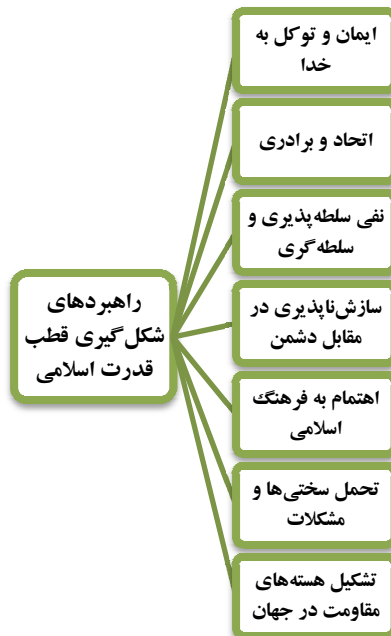 ایمان و توکل به
خدا
اتحاد و برادری
نفی سلطه‌پذیری و
سلطه‌گری
راهبردهای
شکل‌گیری قطب
قدرت اسلامی
سازش‌ناپذیری در
مقابل دشمن
اهتمام به فرهنگ
اسلامی
تحمل سختی‌ها و
مشکلات
تشکیل هسته‌های
مقاومت در جهان